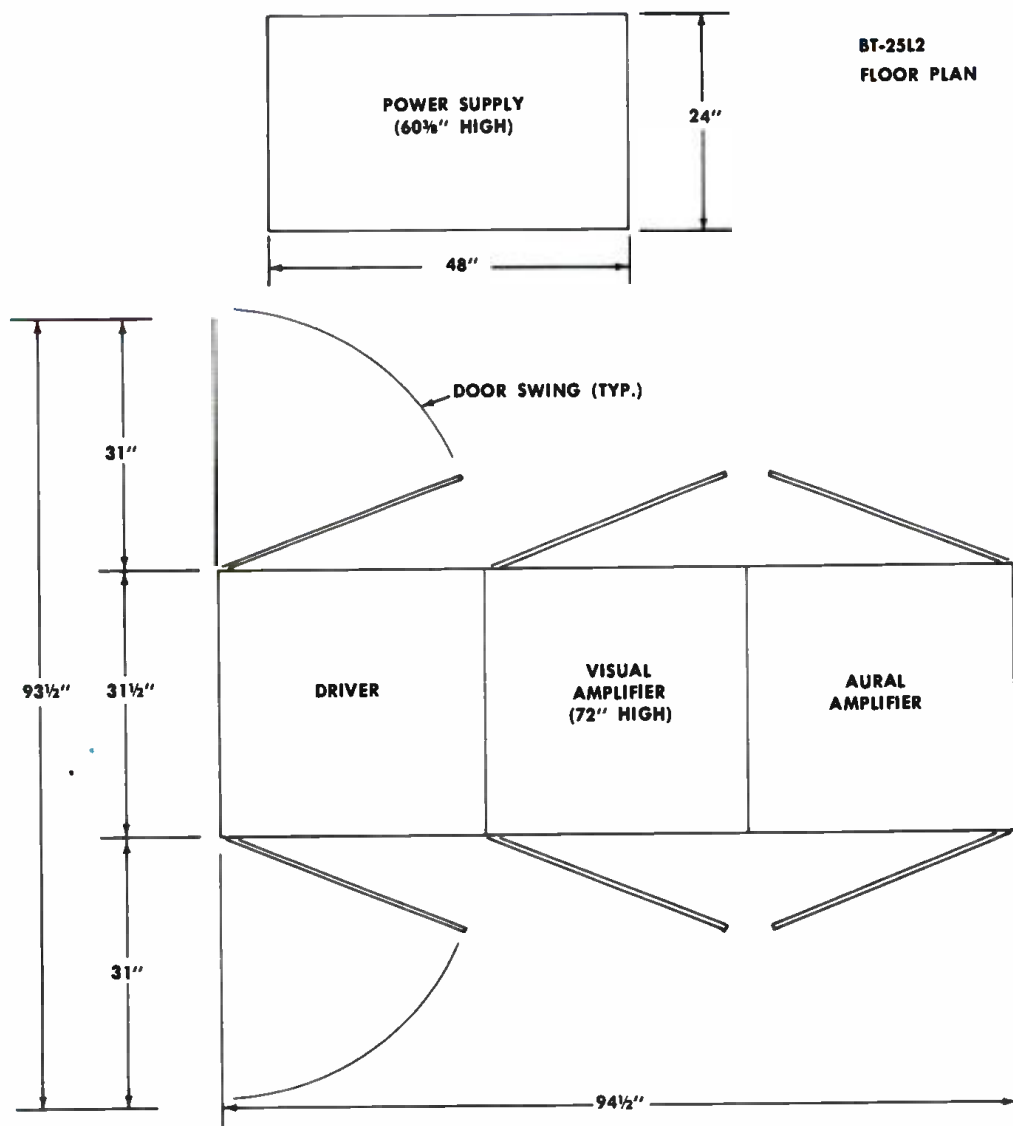 BT-25L2
FLOOR PLAN
POWER SUPPLY
(60⅜" HIGH)
24"
48"
DOOR SWING (TYP.)
31"
93½"
31½"
DRIVER
VISUAL
AMPLIFIER
(72" HIGH)
AURAL
AMPLIFIER
31"
94½"